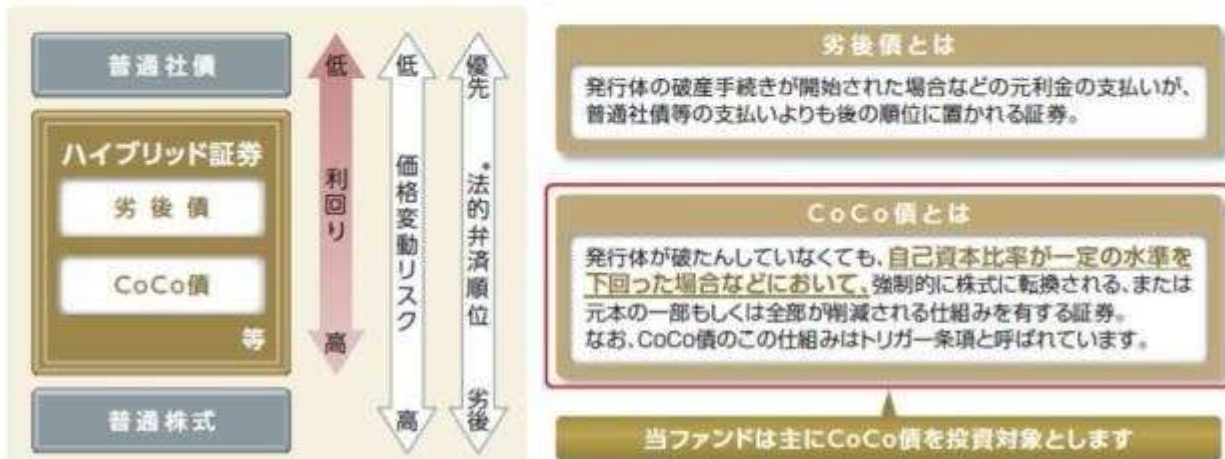 普通社債
ハイブリッド証券
劣後債
CoCo債
等
普通株式
低
利回り
高
低
価格変動リスク
高
優先
*法的弁済順位
劣後
劣後債とは
発行体の破産手続きが開始された場合などの元利金の支払いが、
普通社債等の支払いよりも後の順位に置かれる証券。
CoCo債とは
発行体が破たんしていなくても、自己資本比率が一定の水準を
下回った場合などにおいて、強制的に株式に転換される、または
元本の一部もしくは全部が削減される仕組みを有する証券。
なお、CoCo債のこの仕組みはトリガー条項と呼ばれています。
当ファンドは主にCoCo債を投資対象とします